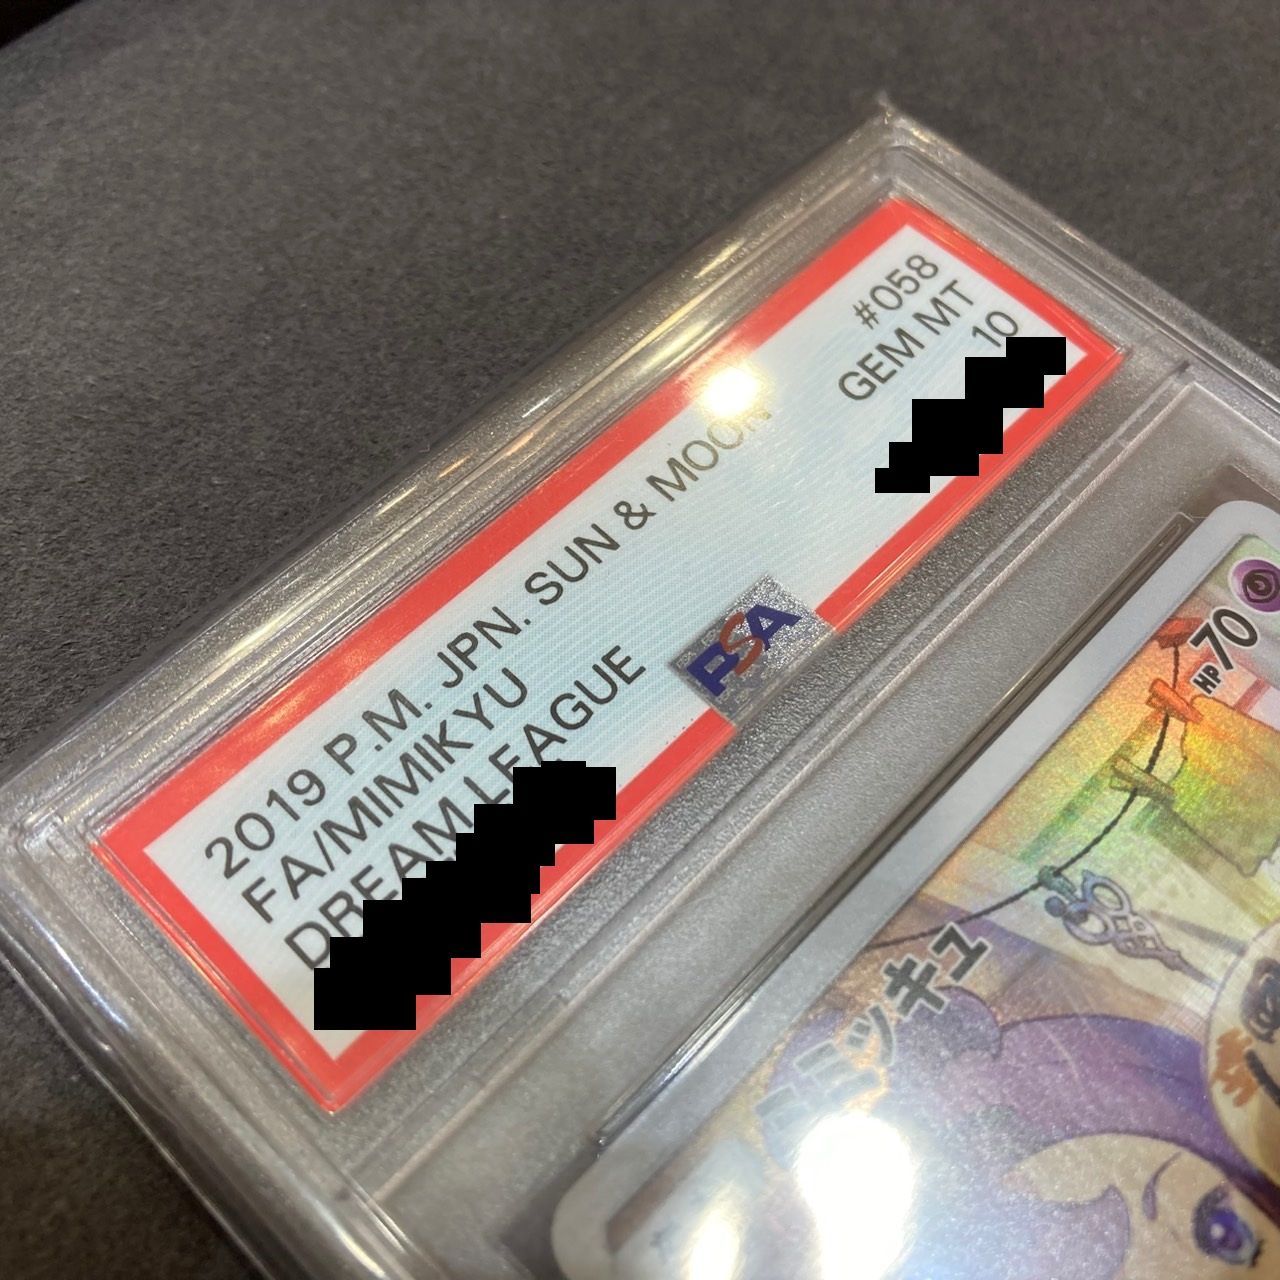 2019 P.M. JPN. SUN & MOON
#058
FA/MIMIKYU
GEM MT
DREAM LEAGUE
10
PSA
ミミッキュ
HP70